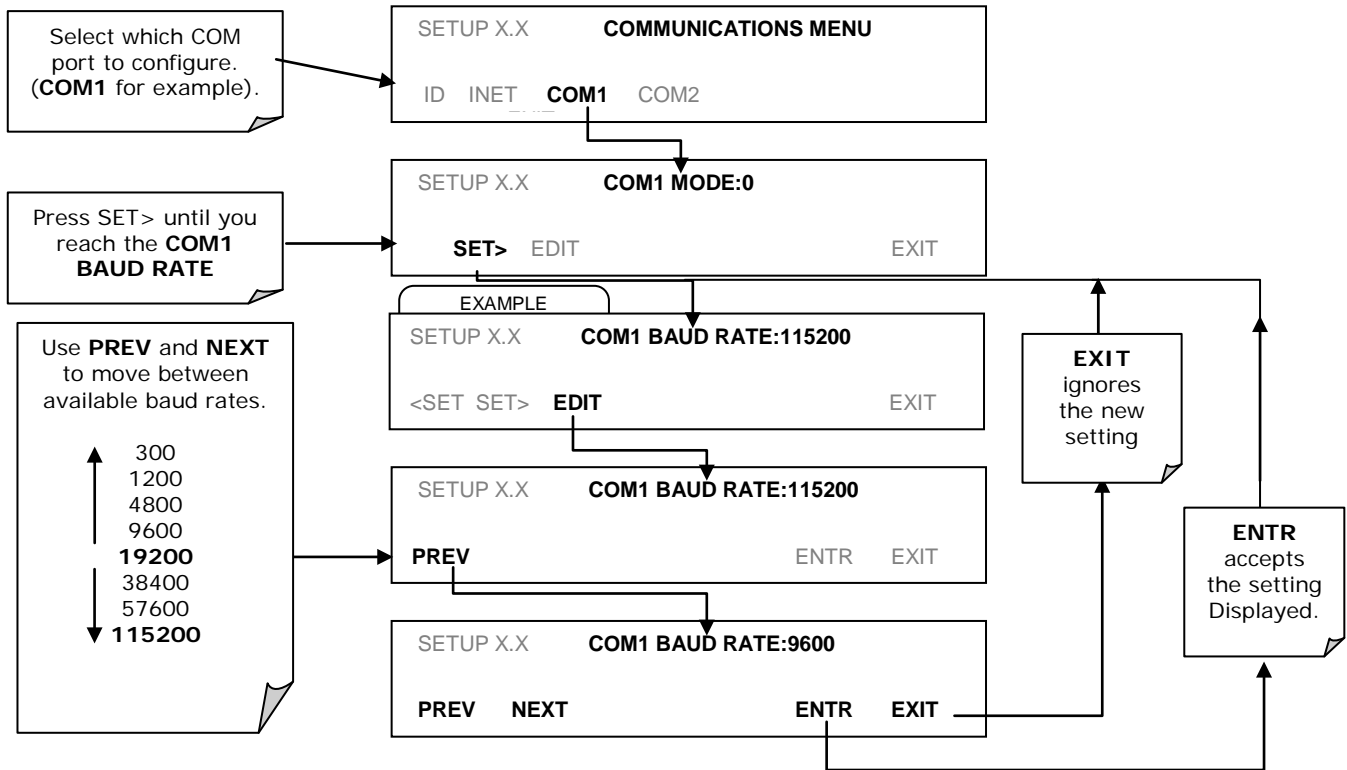 Select which COM
port to configure.
(COM1 for example).
SETUP X.X COMMUNICATIONS MENU
ID INET COM1 COM2
Press SET> until you
reach the COM1
BAUD RATE
SETUP X.X COM1 MODE:0
SET> EDIT EXIT
EXAMPLE
SETUP X.X COM1 BAUD RATE:115200
<SET SET> EDIT EXIT
Use PREV and NEXT
to move between
available baud rates.
300
1200
4800
9600
19200
38400
57600
115200
SETUP X.X COM1 BAUD RATE:115200
PREV ENTR EXIT
SETUP X.X COM1 BAUD RATE:9600
PREV NEXT ENTR EXIT
EXIT
ignores
the new
setting
ENTR
accepts
the setting
Displayed.